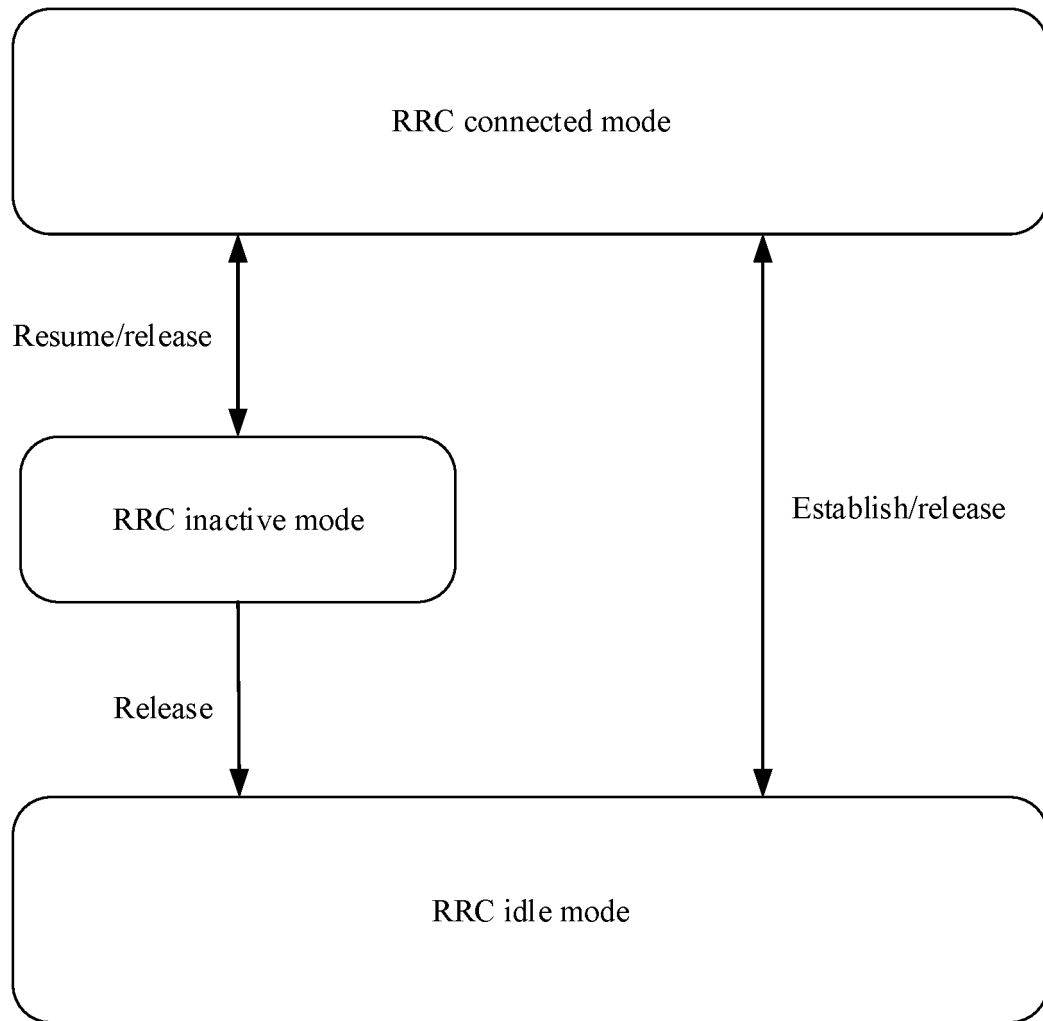 RRC connected mode
Resume/release
RRC inactive mode
Establish/release
Release
RRC idle mode